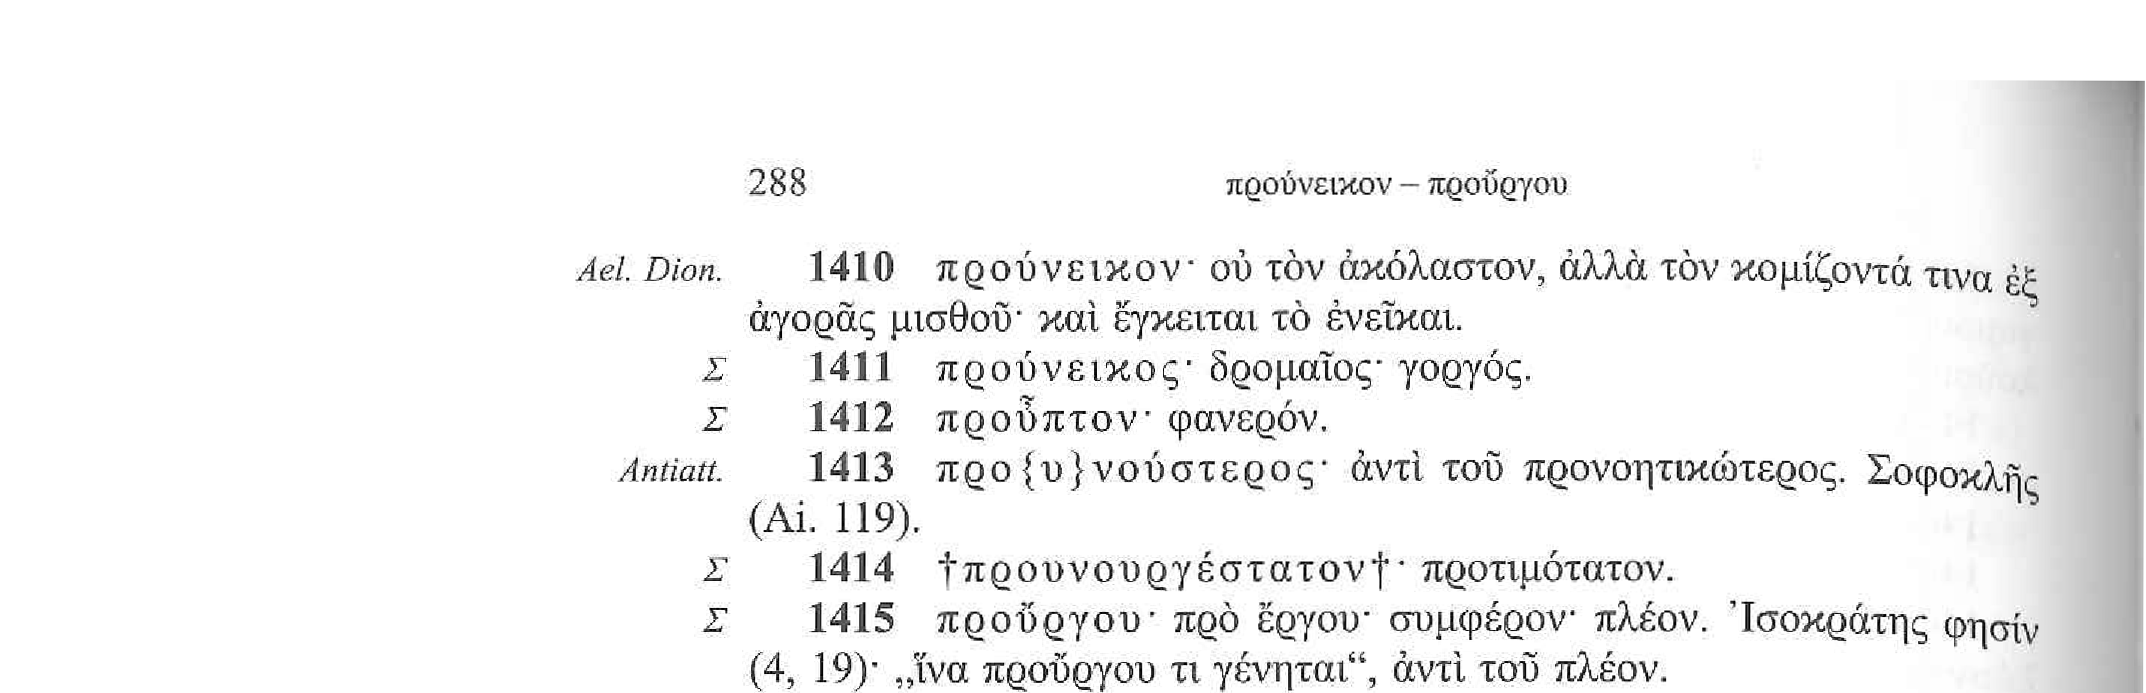 288 προύνεικον – προὔργου
Ael. Dion. 1410 προύνεικον· οὐ τὸν ἀκόλαστον, ἀλλὰ τὸν κομίζοντά τινα ἐξ
ἀγορᾶς μισθοῦ· καὶ ἔγκειται τὸ ἐνεῖκαι.
Σ 1411 προύνεικος· δρομαῖος· γοργός.
Σ 1412 προὖπτον· φανερόν.
Antiatt. 1413 προ{υ}νούστερος· ἀντὶ τοῦ προνοητικώτερος. Σοφοκλῆς
(Ai. 119).
Σ 1414 †προυνουργέστατον†· προτιμότατον.
Σ 1415 προὔργου· πρὸ ἔργου· συμφέρον· πλέον. Ἰσοκράτης φησίν
(4, 19)· „ἵνα προὔργου τι γένηται“, ἀντὶ τοῦ πλέον.